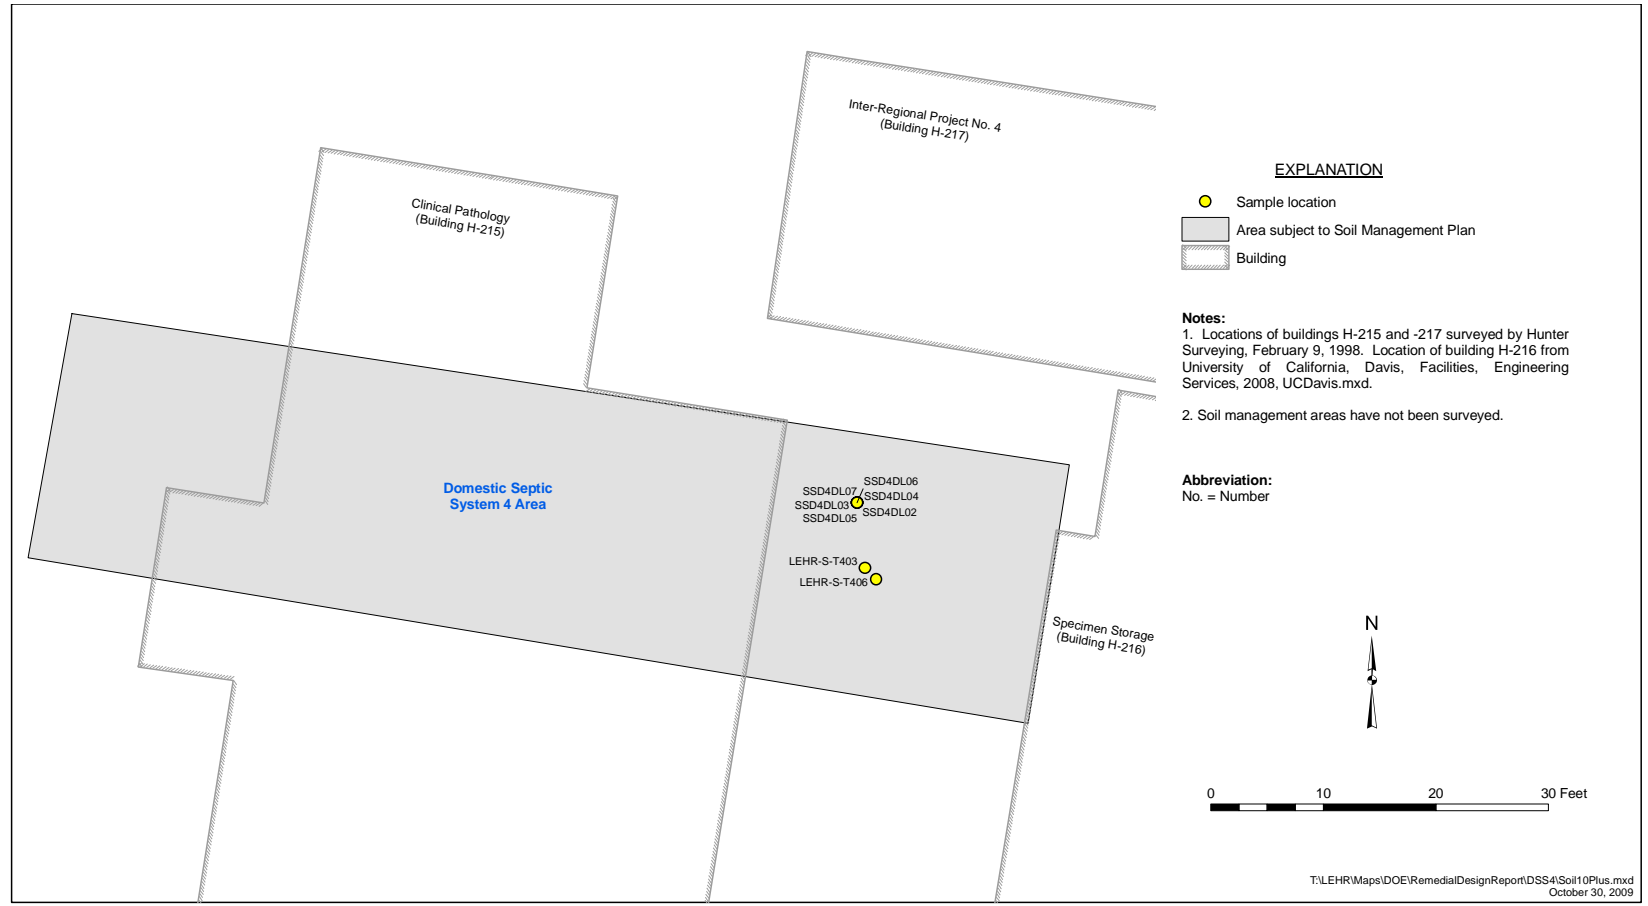 Inter-Regional Project No. 4
(Building H-217)
Clinical Pathology
(Building H-215)
Domestic Septic
System 4 Area
SSD4DL06
SSD4DL07
SSD4DL04
SSD4DL03
SSD4DL02
SSD4DL05
LEHR-S-T403
LEHR-S-T406
Specimen Storage
(Building H-216)
EXPLANATION
Sample location
Area subject to Soil Management Plan
Building
Notes:
1. Locations of buildings H-215 and -217 surveyed by Hunter
Surveying, February 9, 1998. Location of building H-216 from
University of California, Davis, Facilities, Engineering
Services, 2008, UCDavis.mxd.
2. Soil management areas have not been surveyed.
Abbreviation:
No. = Number
N
0 10 20 30 Feet
T:\LEHR\Maps\DOE\RemedialDesignReport\DSS4\Soil10Plus.mxd
October 30, 2009